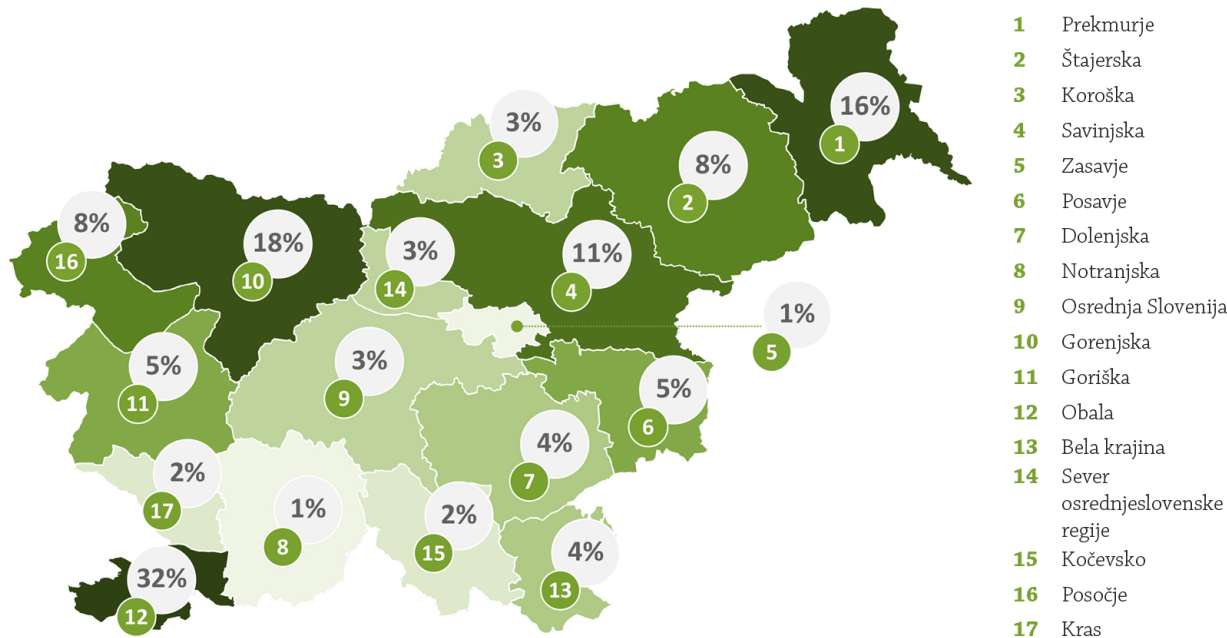 16%
1
3%
3
8%
2
8%
16
18%
10
3%
14
11%
4
1%
5
5%
11
3%
9
5%
6
4%
7
2%
17
1%
8
2%
15
4%
13
32%
12
1 Prekmurje
2 Štajerska
3 Koroška
4 Savinjska
5 Zasavje
6 Posavje
7 Dolenjska
8 Notranjska
9 Osrednja Slovenija
10 Gorenjska
11 Goriška
12 Obala
13 Bela krajina
14 Sever
osrednjeslovenske
regije
15 Kočevsko
16 Posočje
17 Kras